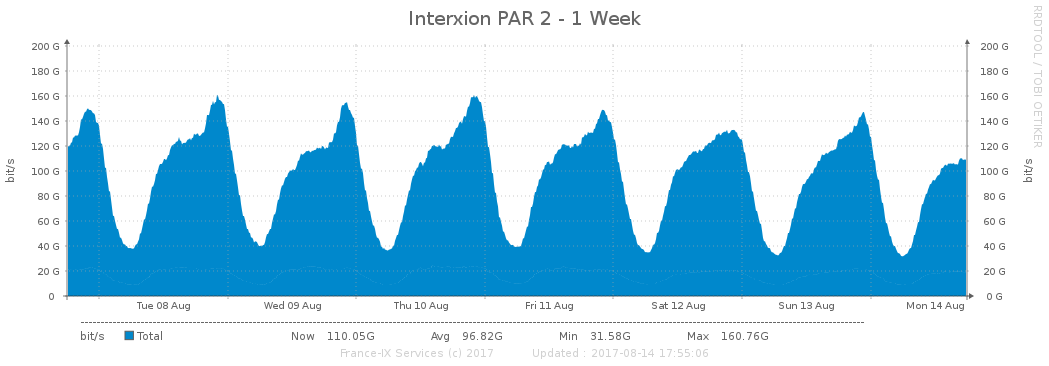 Interxion PAR 2 - 1 Week
RRDTOOL / TOBI OETIKER
200 G 200 G
180 G 180 G
160 G 160 G
140 G 140 G
120 G 120 G
100 G 100 G
80 G 80 G
60 G 60 G
40 G 40 G
20 G 20 G
0 0 G
bit/s
bit/s
Tue 08 Aug Wed 09 Aug Thu 10 Aug Fri 11 Aug Sat 12 Aug Sun 13 Aug Mon 14 Aug
bit/s Total Now 110.05G Avg 96.82G Min 31.58G Max 160.76G
France-IX Services (c) 2017 Updated : 2017-08-14 17:55:06